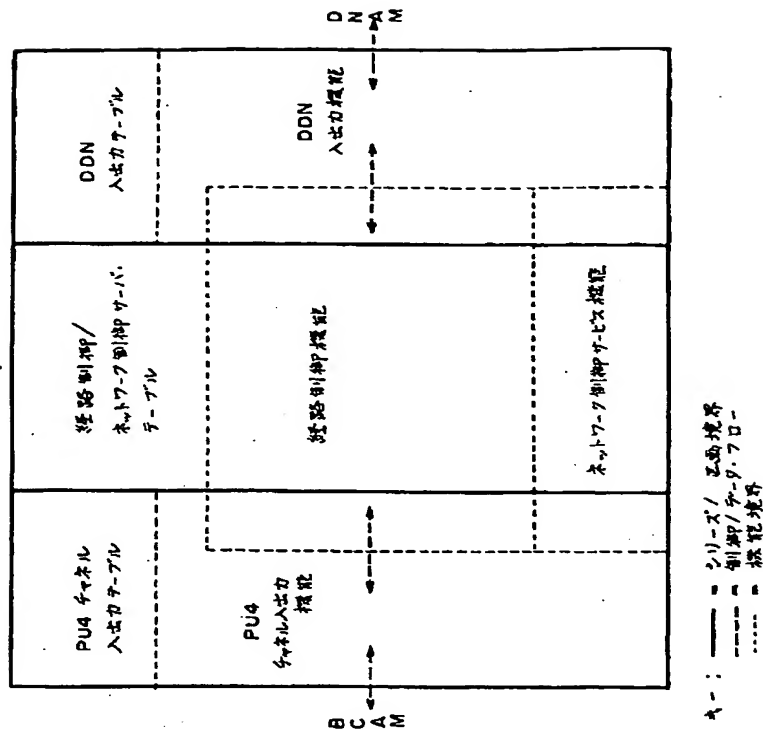 PU4 チャネル
入出力テーブル
経路制御/
ネットワーク制御サーバ・
テーブル
DDN
入出力テーブル
BCAM
PU4
チャネル入出力
機能
経路制御機能
DDN
入出力機能
DNAM
ネットワーク制御サービス機能
キー:
= シリーズ/ 区画境界
= 制御/データ・フロー
= 機能境界